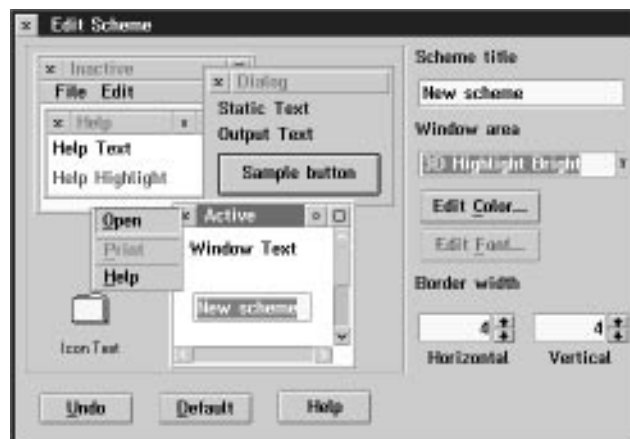 Edit Scheme
Inactive
File Edit
Help
Help Text
Help Highlight
Dialog
Static Text
Output Text
Sample button
Open
Print
Help
Active
Window Text
New scheme
Icon Text
Scheme title
New scheme
Window area
3D Highlight Bright
Edit Color...
Edit Font...
Border width
4
4
Horizontal Vertical
Undo Default Help